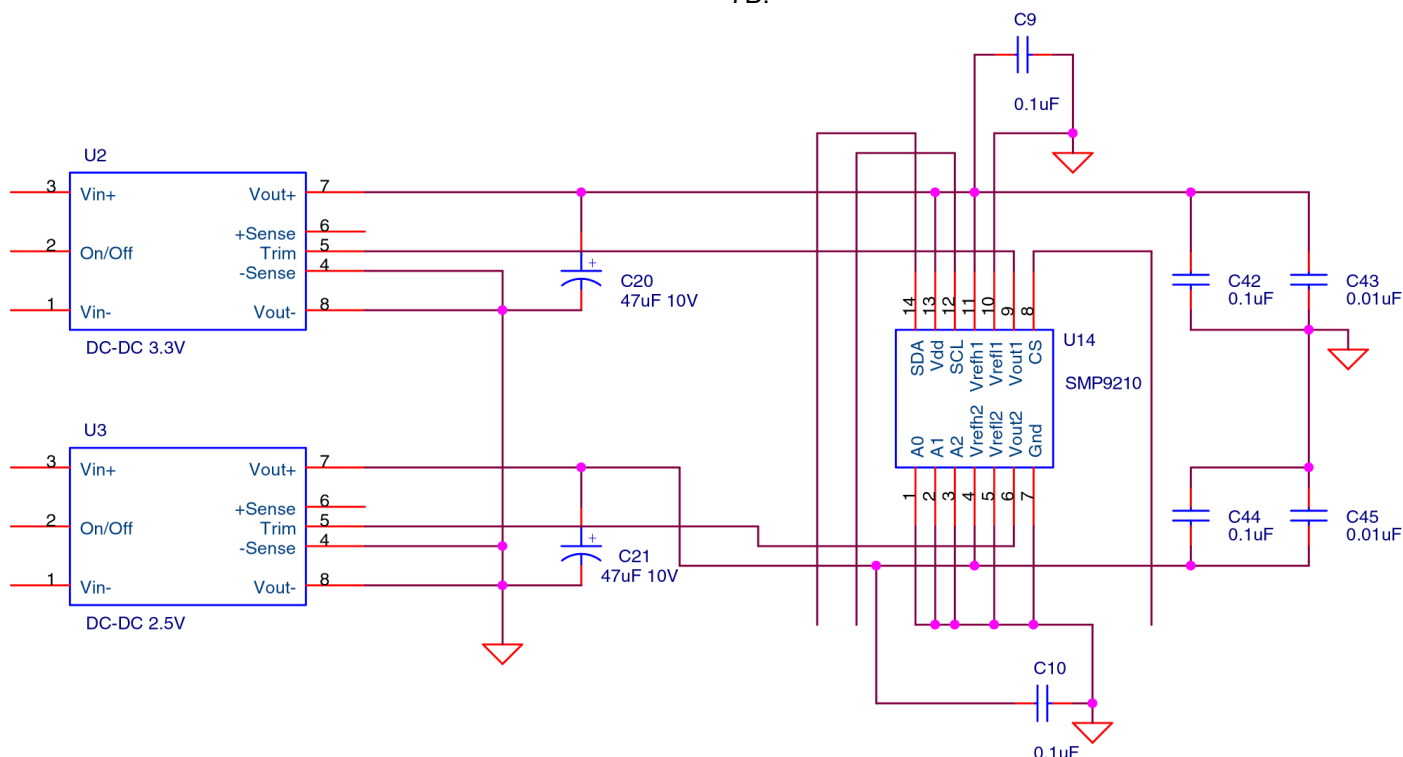 C9
0.1uF
U2
3
Vin+
Vout+
7
+Sense
6
2
On/Off
Trim
5
-Sense
4
1
Vin-
Vout-
8
DC-DC 3.3V
C20
47uF 10V
14
13
12
11
10
9
8
SDA
Vdd
SCL
Vrefh1
Vrefl1
Vout1
CS
U14
SMP9210
A0
A1
A2
Vrefh2
Vrefl2
Vout2
Gnd
1
2
3
4
5
6
7
C42
0.1uF
C43
0.01uF
U3
3
Vin+
Vout+
7
+Sense
6
2
On/Off
Trim
5
-Sense
4
1
Vin-
Vout-
8
DC-DC 2.5V
C21
47uF 10V
C44
0.1uF
C45
0.01uF
C10
0.1uF